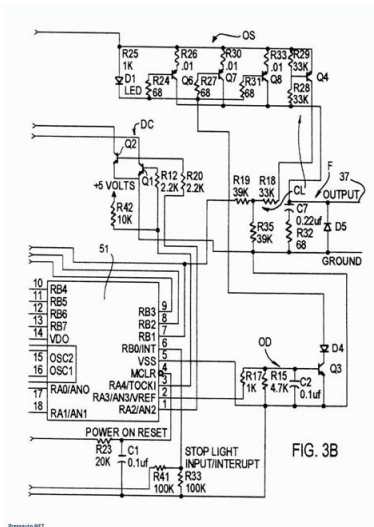 R25
1K
D1
LED
R26
.01
R30
.01
OS
R33
.01
R29
33K
R24
68
Q6
R27
68
Q7
R31
68
Q8
Q4
R28
33K
DC
Q2
Q1
R12
2.2K
R20
2.2K
+5 VOLTS
R42
10K
R19
39K
R18
33K
CL
F
37
OUTPUT
C7
0.22uf
R32
68
D5
R35
39K
GROUND
51
10 RB4
11 RB5
12 RB6
13 RB7
14 VDO
15 OSC2
16 OSC1
17 RA0/ANO
18 RA1/AN1
RB3 9
RB2 8
RB1 7
RB0/INT 6
VSS 5
MCLR 4
RA4/TOCKI 3
RA3/AN3/VREF 2
RA2/AN2 1
OD
D4
Q3
R17
1K
R15
4.7K
C2
0.1uf
POWER ON RESET
R23
20K
C1
0.1uf
STOP LIGHT
INPUT/INTERUPT
R41
100K
R33
100K
FIG. 3B